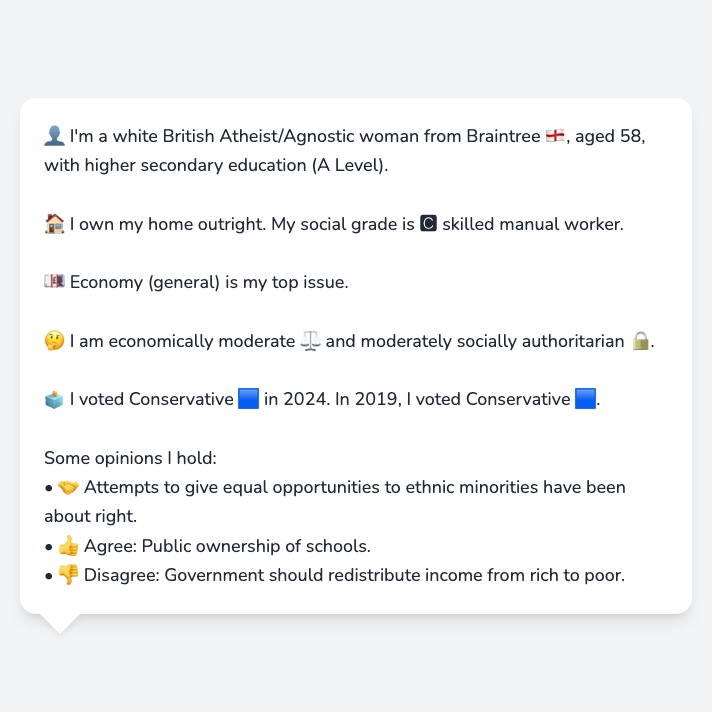 👤 I'm a white British Atheist/Agnostic woman from Braintree 🏴󠁧󠁢󠁥󠁮󠁧󠁿, aged 58,
with higher secondary education (A Level).
🏠 I own my home outright. My social grade is 🅲 skilled manual worker.
💷 Economy (general) is my top issue.
🤔 I am economically moderate ⚖️ and moderately socially authoritarian 🔒.
🗳️ I voted Conservative 🟦 in 2024. In 2019, I voted Conservative 🟦.
Some opinions I hold:
• 🤝 Attempts to give equal opportunities to ethnic minorities have been
about right.
• 👍 Agree: Public ownership of schools.
• 👎 Disagree: Government should redistribute income from rich to poor.